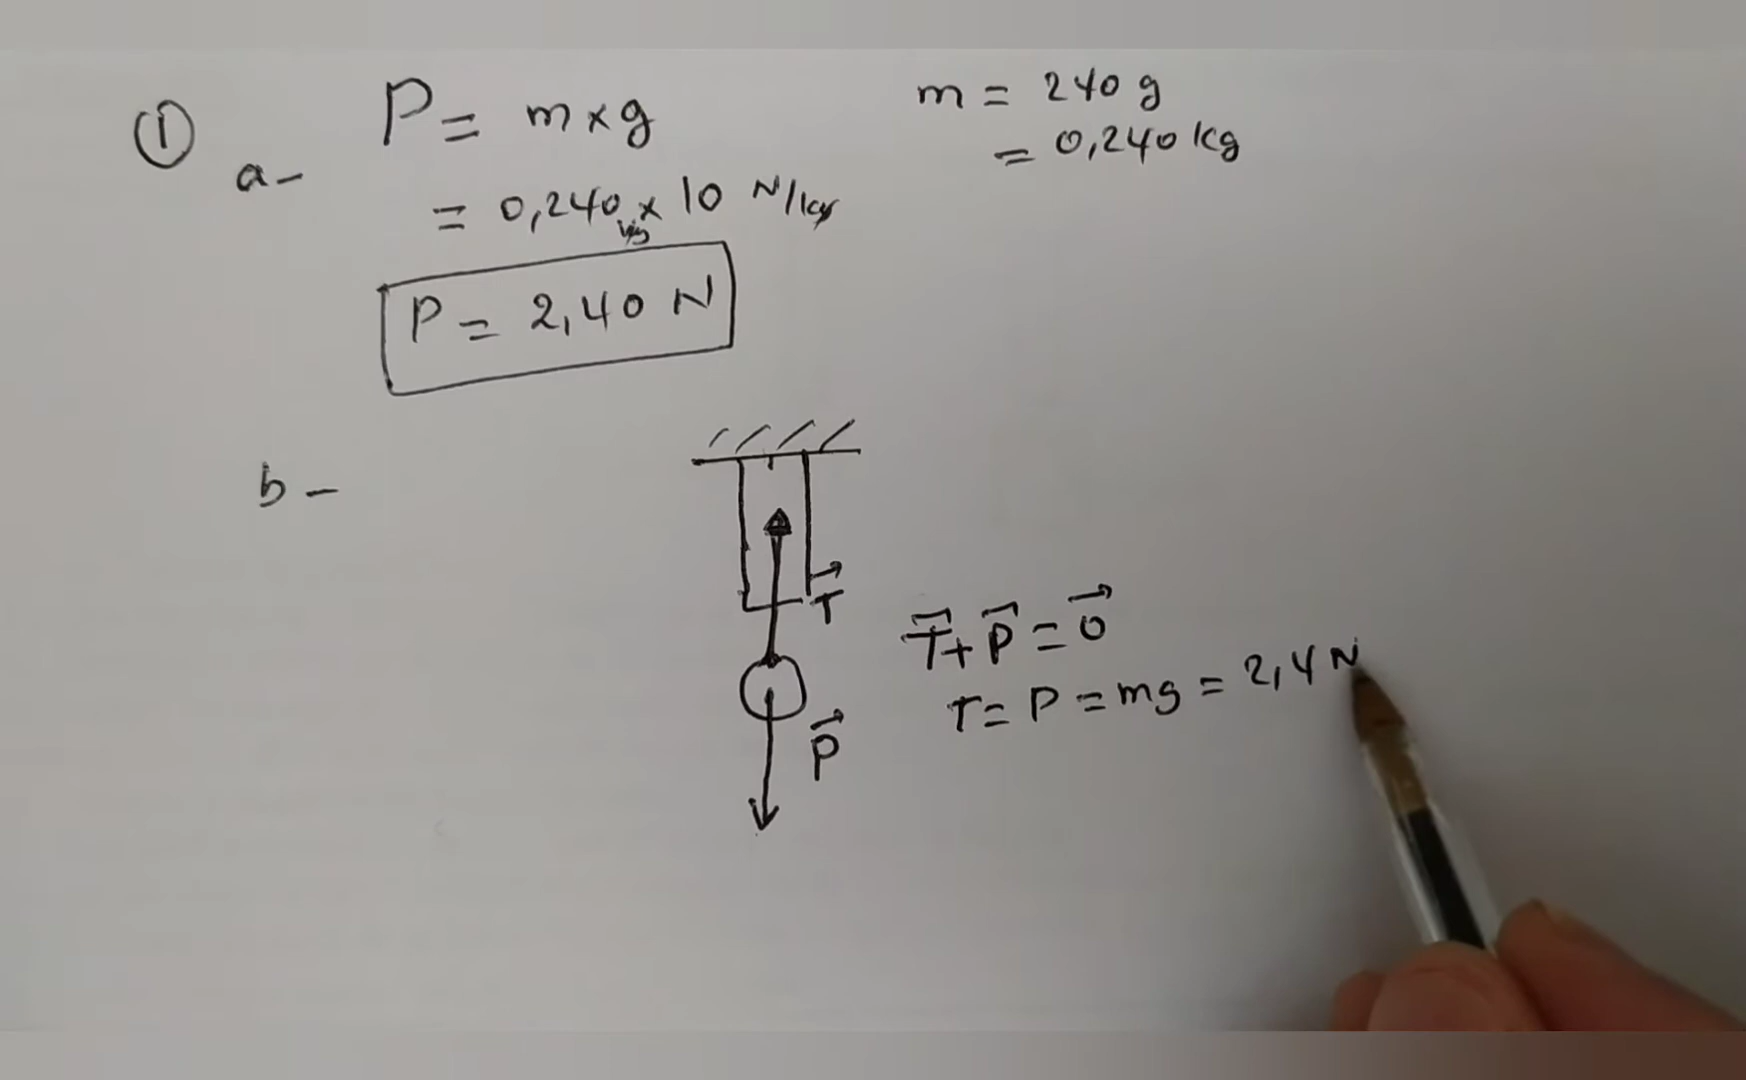 ① a- P = m × g
m = 240 g
= 0,240 kg
= 0,240 kg × 10 N/kg
P = 2,40 N
b -
T⃗
T⃗ + P⃗ = 0⃗
T = P = mg = 2,4 N
P⃗